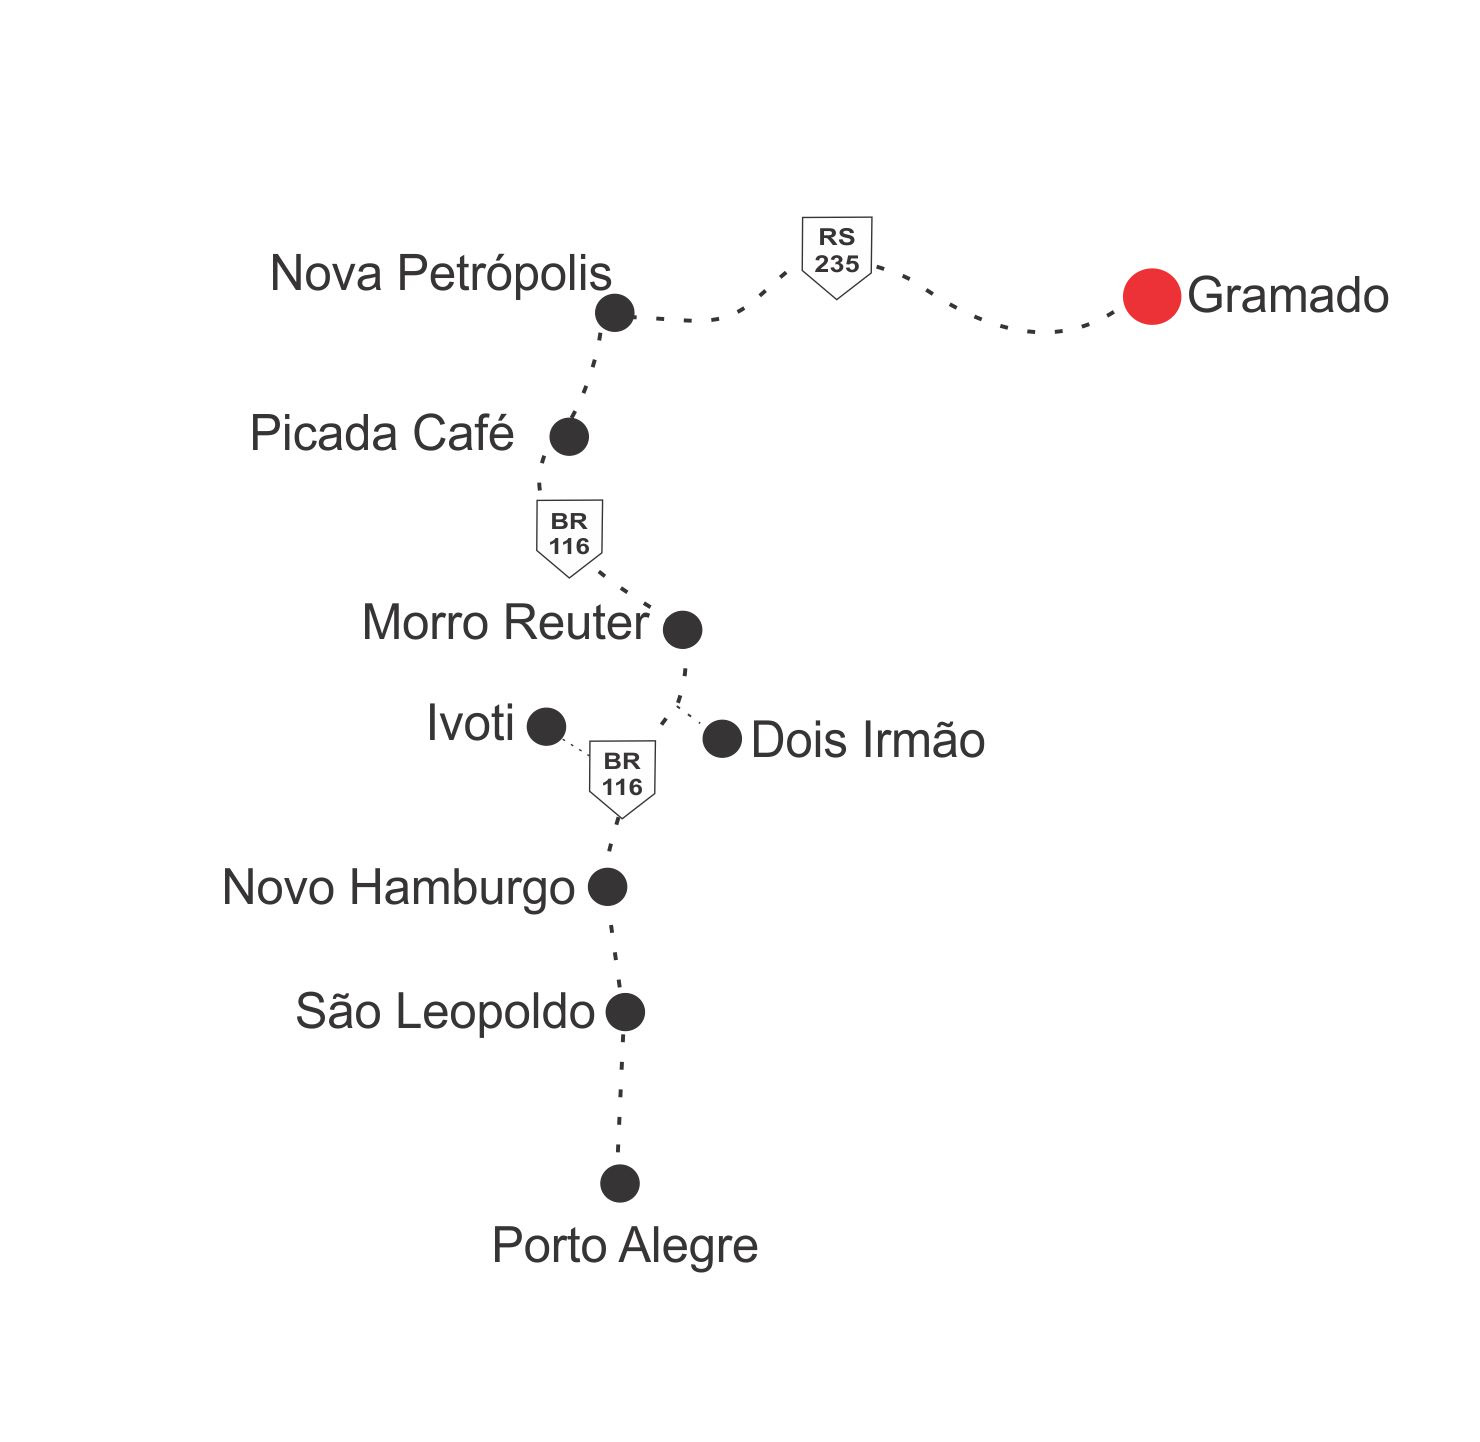 RS
235
Nova Petrópolis
Gramado
Picada Café
BR
116
Morro Reuter
Ivoti
Dois Irmão
BR
116
Novo Hamburgo
São Leopoldo
Porto Alegre